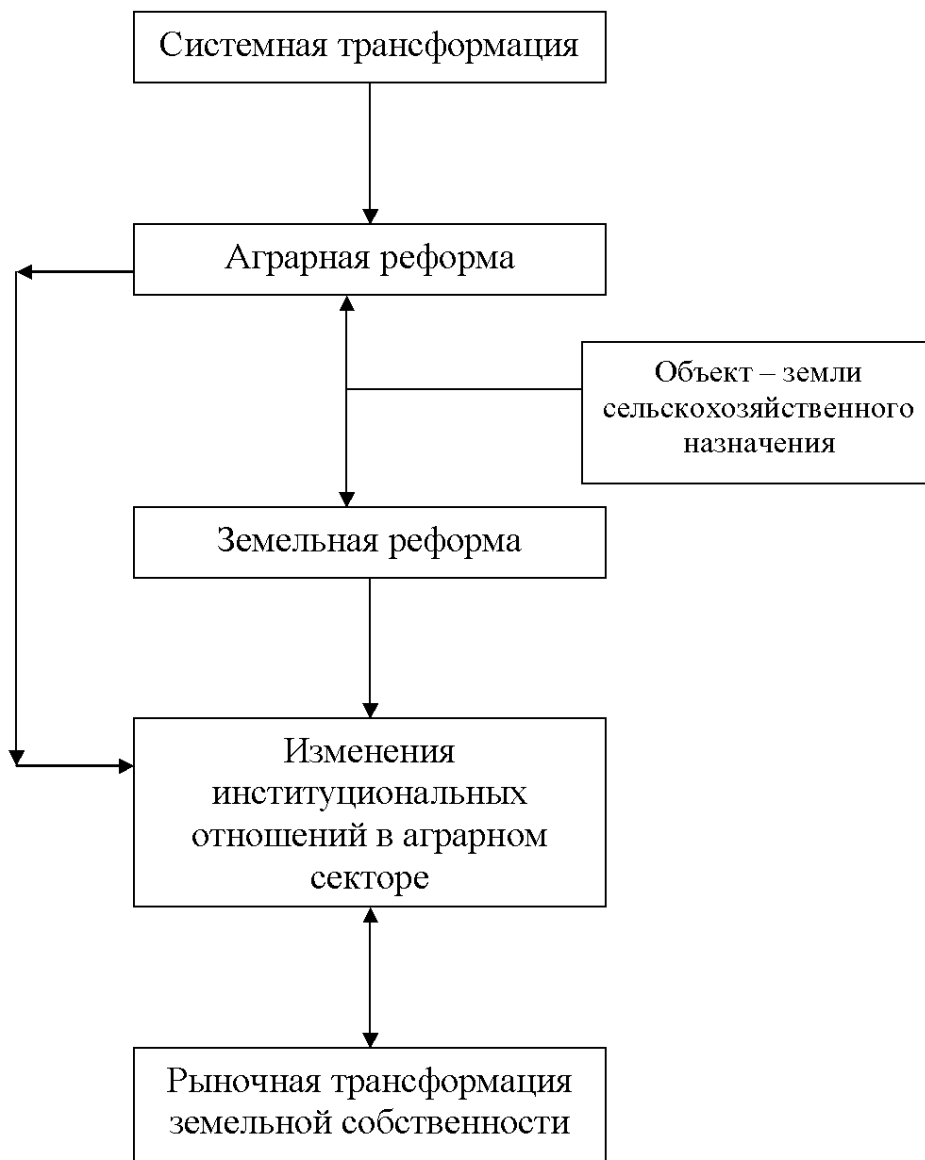 Системная трансформация
Аграрная реформа
Объект – земли
сельскохозяйственного
назначения
Земельная реформа
Изменения
институциональных
отношений в аграрном
секторе
Рыночная трансформация
земельной собственности